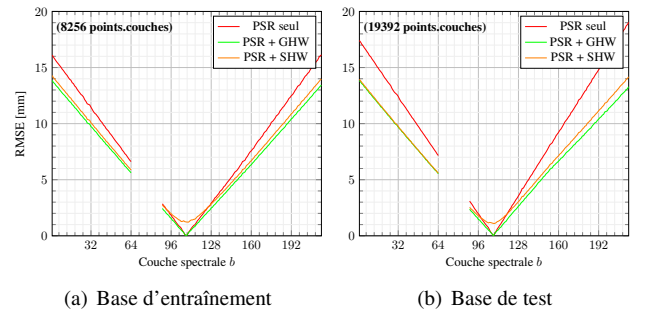 (8256 points.couches)
PSR seul
PSR + GHW
PSR + SHW
RMSE [mm]
20
15
10
5
0
32 64 96 128 160 192
Couche spectrale b
(a) Base d'entraînement
(19392 points.couches)
PSR seul
PSR + GHW
PSR + SHW
20
15
10
5
0
32 64 96 128 160 192
Couche spectrale b
(b) Base de test